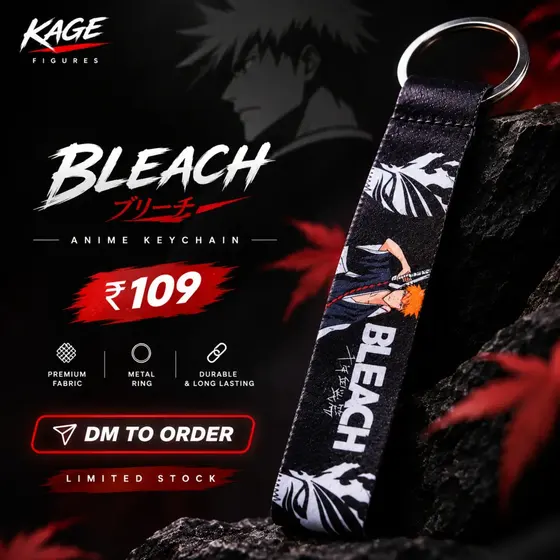 KAGE
FIGURES
BLEACH
ブリーチ
ANIME KEYCHAIN
₹109
PREMIUM
FABRIC
METAL
RING
DURABLE
& LONG LASTING
DM TO ORDER
LIMITED STOCK
BLEACH